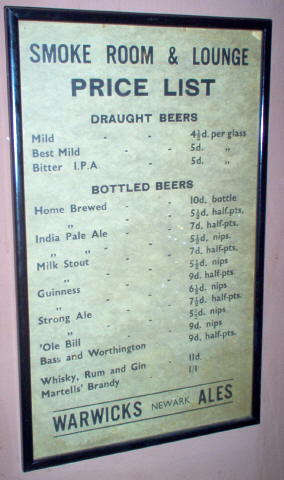 SMOKE ROOM & LOUNGE
PRICE LIST
DRAUGHT BEERS
Mild - - 4½d. per glass
Best Mild - 5d. „
Bitter I.P.A. - 5d. „
BOTTLED BEERS
Home Brewed - - 10d. bottle
„ - - 5½d. half-pts.
India Pale Ale - - 7d. half-pts.
„ „ - - 5½d. nips.
Milk Stout - - 7d. half-pts.
„ - - 5½d. nips
Guinness - - 9d. half-pts.
- - 6½d. nips
Strong Ale - - 7½d. half-pts.
„ - - 5½d. nips
'Ole Bill - - 9d. nips
Bass and Worthington - 9d. half-pts.
Whisky, Rum and Gin - 11d.
Martells' Brandy - 1/1
WARWICKS NEWARK ALES